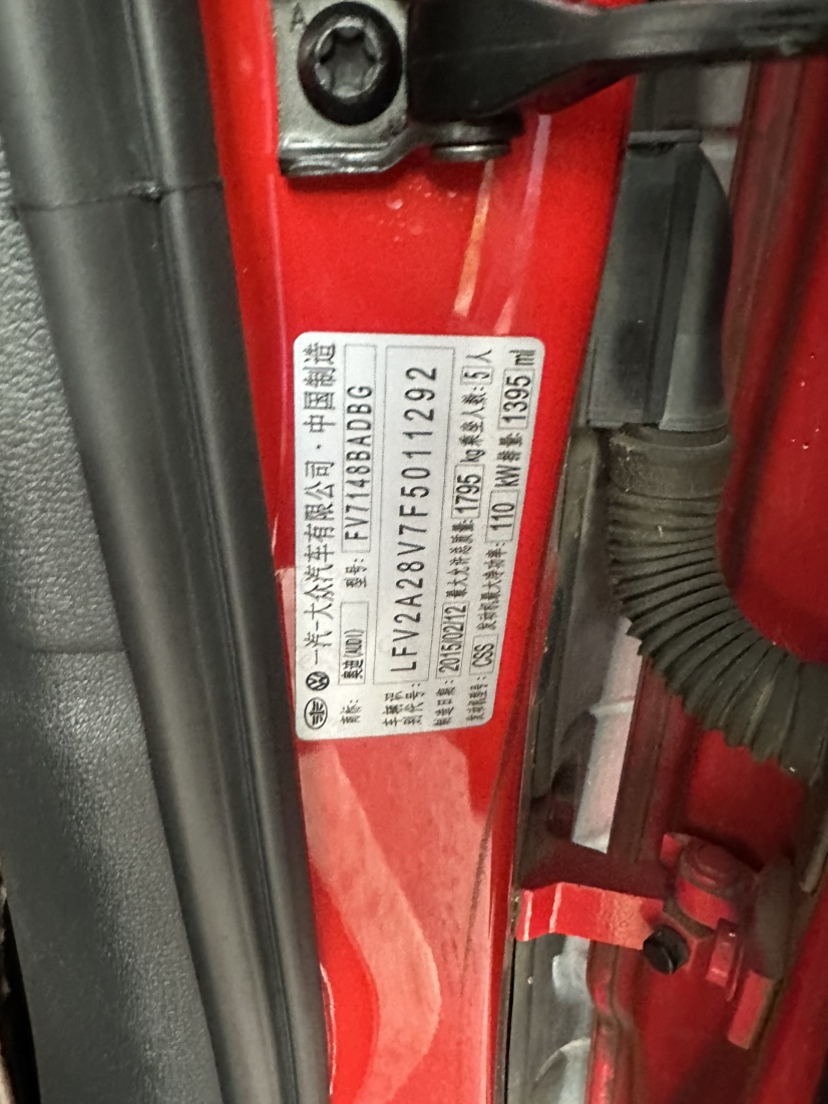 A
一汽-大众汽车有限公司·中国制造
商标: 奥迪(AUDI) 型号: FV7148BADBG
车辆识别代号: LFV2A28V7F5011292
制造日期: 2015/02/12 最大允许总质量: 1795 kg 乘坐人数: 5 人
发动机型号: CSS 发动机最大净功率: 110 kW 排量: 1395 ml